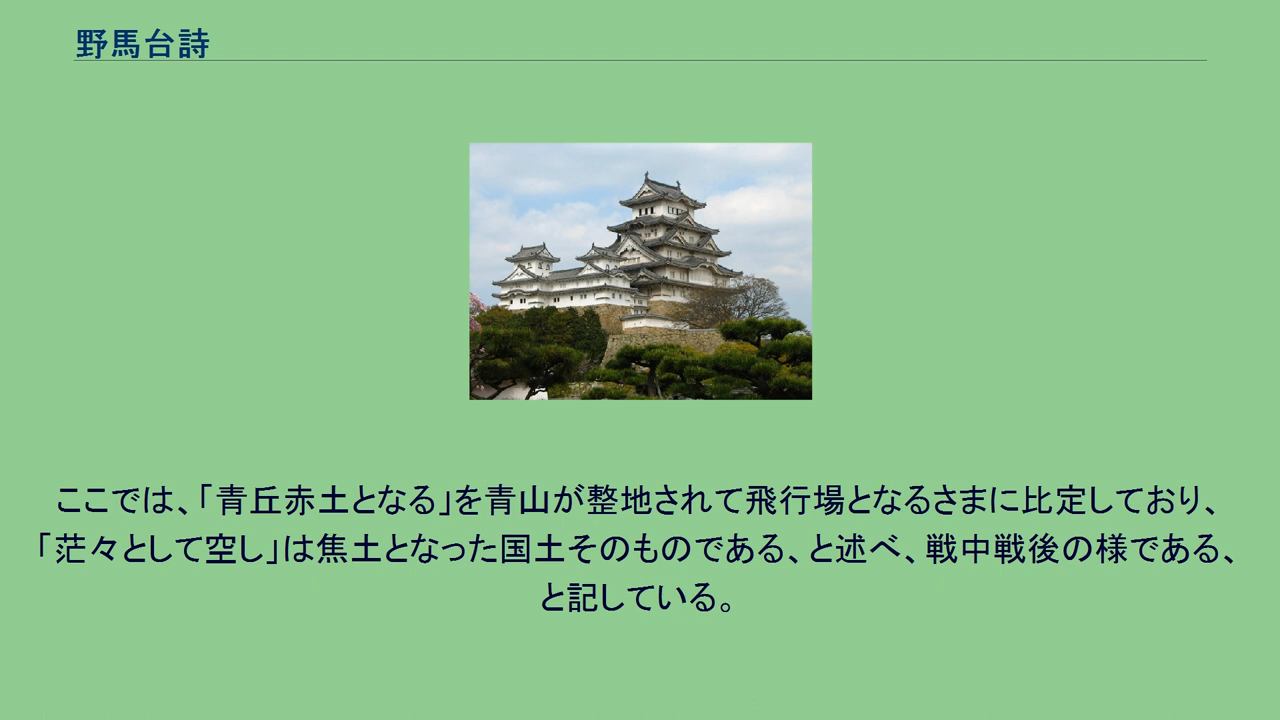 野馬台詩
ここでは、「青丘赤土となる」を青山が整地されて飛行場となるさまに比定しており、
「茫々として空し」は焦土となった国土そのものである、と述べ、戦中戦後の様である、
と記している。